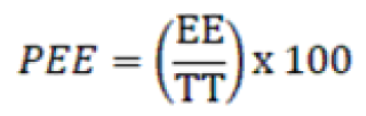 PEE = (EE/TT) x 100